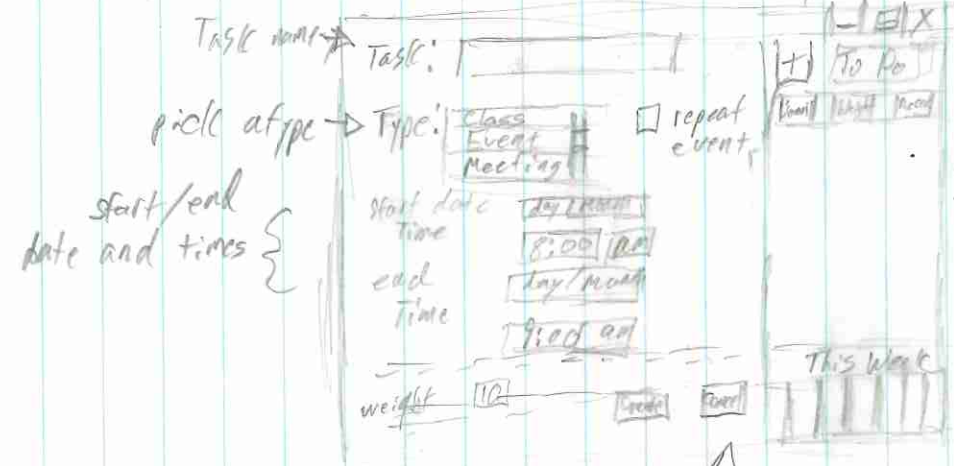 Task name
Task:
+ To Do
pick a type
Type:
Class
Event
Meeting
repeat
event
start/end
date and times
start date
Time
day/month
8:00 am
end
Time
day/month
9:00 am
This Week
weight 10
Create Cancel